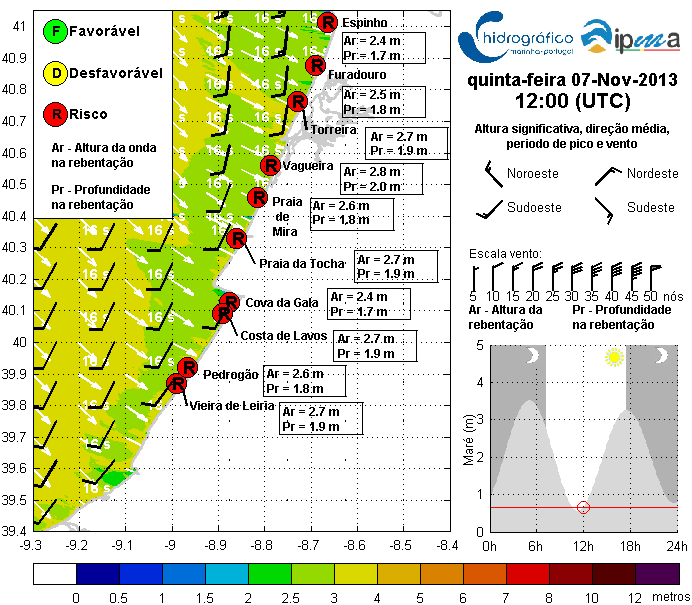 F Favorável
D Desfavorável
R Risco
Ar - Altura da onda
na rebentação
Pr - Profundidade
na rebentação
Espinho
Ar = 2.4 m
Pr = 1.7 m
Furadouro
Ar = 2.5 m
Pr = 1.8 m
Torreira
Ar = 2.7 m
Pr = 1.9 m
Vagueira
Ar = 2.8 m
Pr = 2.0 m
Praia
de
Mira
Ar = 2.6 m
Pr = 1.8 m
Praia da Tocha
Ar = 2.7 m
Pr = 1.9 m
Cova da Gala
Ar = 2.4 m
Pr = 1.7 m
Costa de Lavos
Ar = 2.7 m
Pr = 1.9 m
Pedrogão
Ar = 2.6 m
Pr = 1.8 m
Vieira de Leiria
Ar = 2.7 m
Pr = 1.9 m
41
40.9
40.8
40.7
40.6
40.5
40.4
40.3
40.2
40.1
40
39.9
39.8
39.7
39.6
39.5
39.4
-9.3 -9.2 -9.1 -9 -8.9 -8.8 -8.7 -8.6 -8.5 -8.4
hidrográfico
marinha-portugal
ipma
quinta-feira 07-Nov-2013
12:00 (UTC)
Altura significativa, direção média,
periodo de pico e vento
Noroeste Nordeste
Sudoeste Sudeste
Escala vento:
5 10 15 20 25 30 35 40 45 50 nós
Ar - Altura da rebentação
Pr - Profundidade na rebentação
Maré (m)
5
4
3
2
1
0
0h 6h 12h 18h 24h
0 0.5 1 1.5 2 2.5 3 4 5 6 7 8 10 12 metros